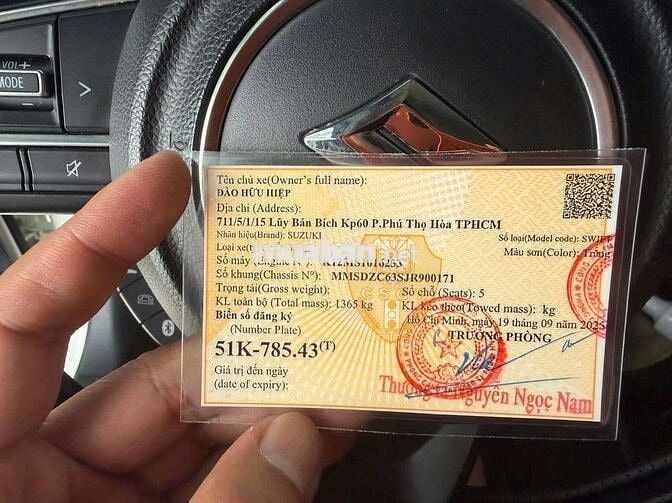 VOL+
MODE
Tên chủ xe(Owner's full name):
ĐÀO HỮU HIỆP
Địa chỉ (Address):
711/5/1/15 Lũy Bán Bích Kp60 P.Phú Thọ Hòa TPHCM
Nhãn hiệu(Brand): SUZUKI Số loại(Model code): SWIFT
Loại xe Màu sơn(Color): Trắng
Số máy
Số khung(Chassis N°): MMSDZC63SJR900171
Trọng tải(Gross weight): Số chỗ (Seats): 5
KL toàn bộ (Total mass): 1365 kg KL kéo theo(Towed mass): kg
Biển số đăng ký Hồ Chí Minh, ngày 19 tháng 09 năm 2025
(Number Plate) TRƯỞNG PHÒNG
51K-785.43(T)
Giá trị đến ngày
(date of expiry):
Nguyễn Ngọc Nam